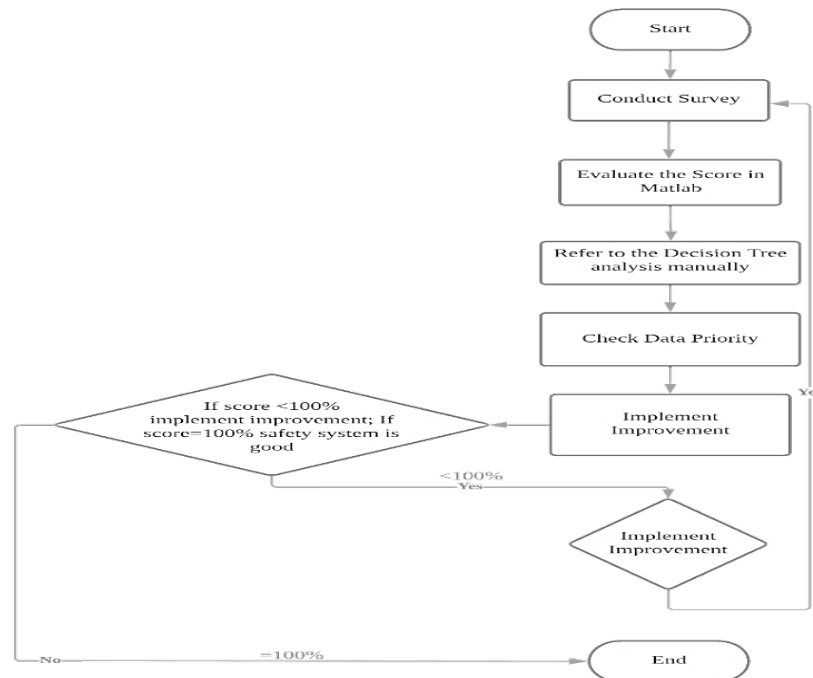 Start
Conduct Survey
Evaluate the Score in
Matlab
Refer to the Decision Tree
analysis manually
Check Data Priority
Implement
Improvement
If score <100%
implement improvement; If
score=100% safety system is
good
<100%
Yes
Implement
Improvement
No
=100%
End